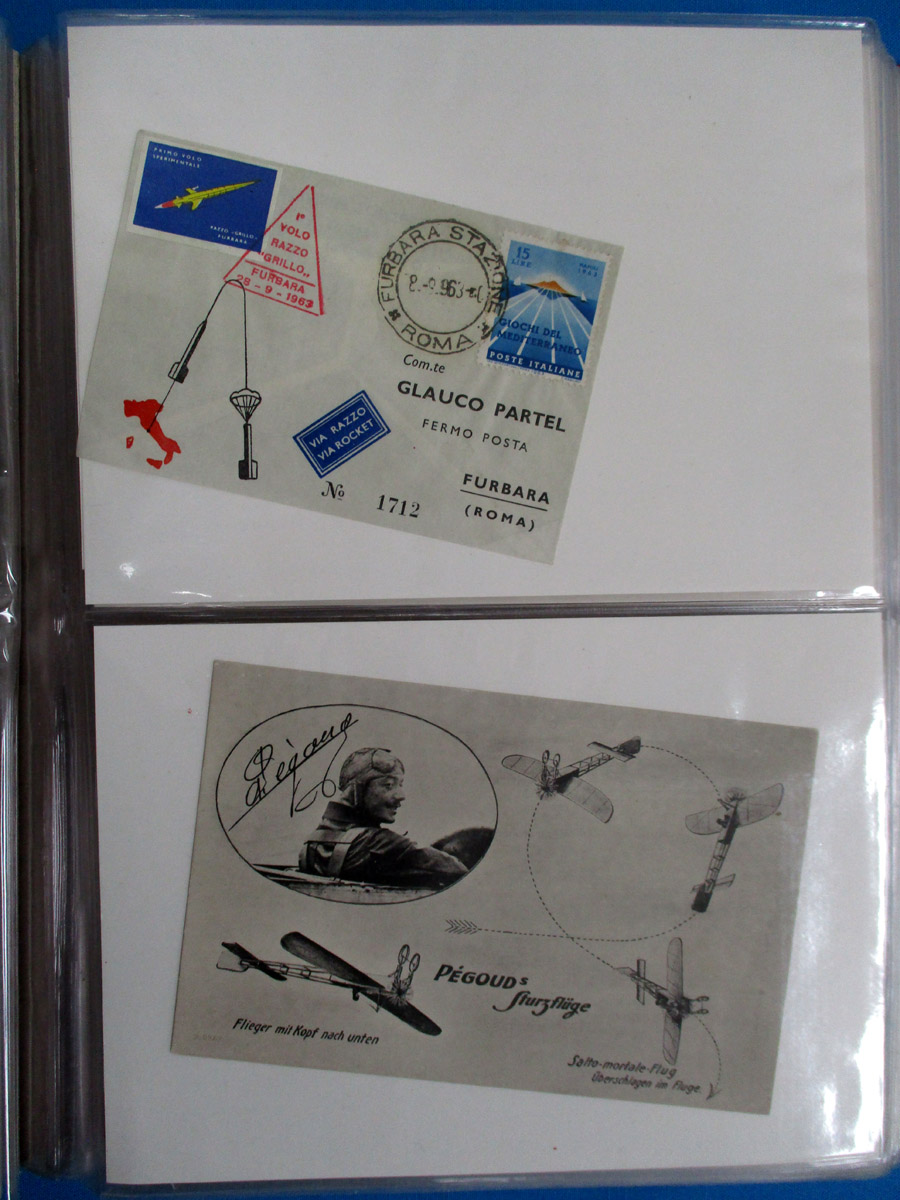 PRIMO VOLO
SPERIMENTALE
RAZZO "GRILLO"
FURBARA
1°
VOLO
RAZZO
"GRILLO"
FURBARA
28-9-1963
FURBARA STAZIONE
ROMA
15
LIRE
NAPOLI
1963
GIOCHI DEL
MEDITERRANEO
POSTE ITALIANE
Com.te
GLAUCO PARTEL
FERMO POSTA
FURBARA
(ROMA)
VIA RAZZO
VIA ROCKET
No 1712
Pégoud
PÉGOUDs
Sturzflüge
Flieger mit Kopf nach unten
Salto-mortale-Flug
Überschlagen im Fluge.